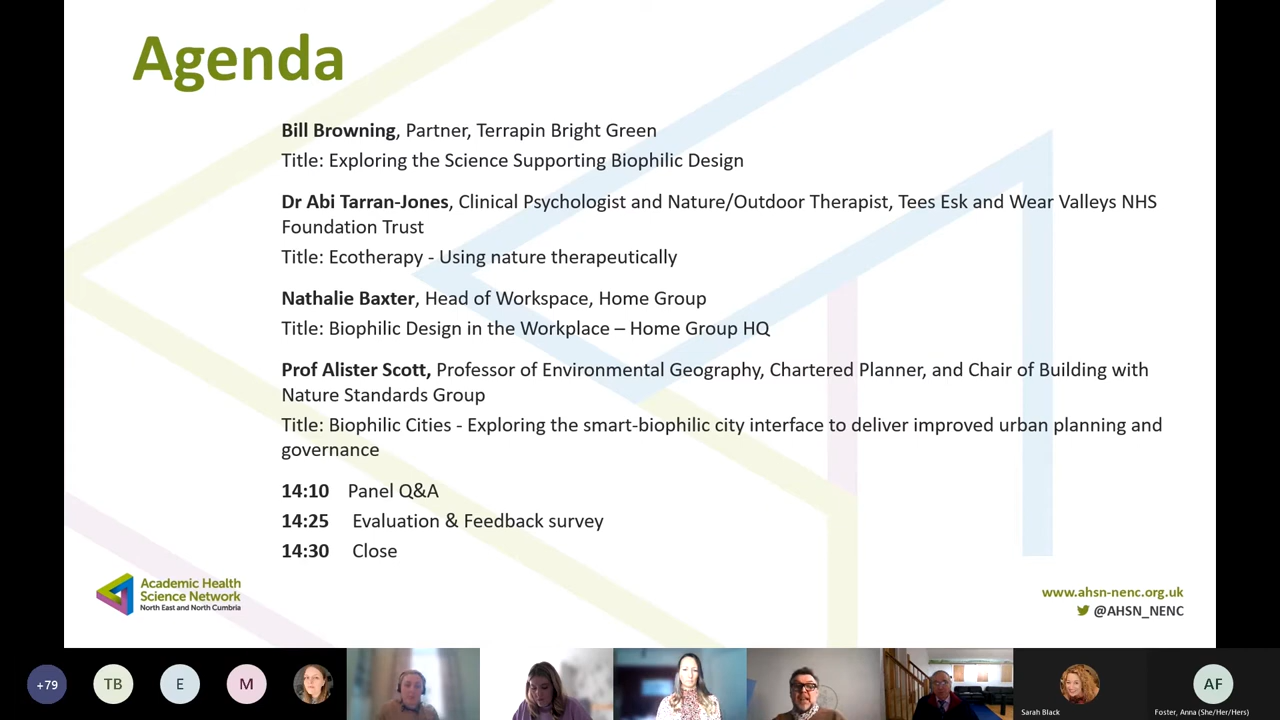 Agenda
Bill Browning, Partner, Terrapin Bright Green
Title: Exploring the Science Supporting Biophilic Design
Dr Abi Tarran-Jones, Clinical Psychologist and Nature/Outdoor Therapist, Tees Esk and Wear Valleys NHS
Foundation Trust
Title: Ecotherapy - Using nature therapeutically
Nathalie Baxter, Head of Workspace, Home Group
Title: Biophilic Design in the Workplace – Home Group HQ
Prof Alister Scott, Professor of Environmental Geography, Chartered Planner, and Chair of Building with
Nature Standards Group
Title: Biophilic Cities - Exploring the smart-biophilic city interface to deliver improved urban planning and
governance
14:10 Panel Q&A
14:25 Evaluation & Feedback survey
14:30 Close
Academic Health
Science Network
North East and North Cumbria
www.ahsn-nenc.org.uk
@AHSN_NENC
+79
TB
E
M
Sarah Black
AF
Foster, Anna (She/Her/Hers)